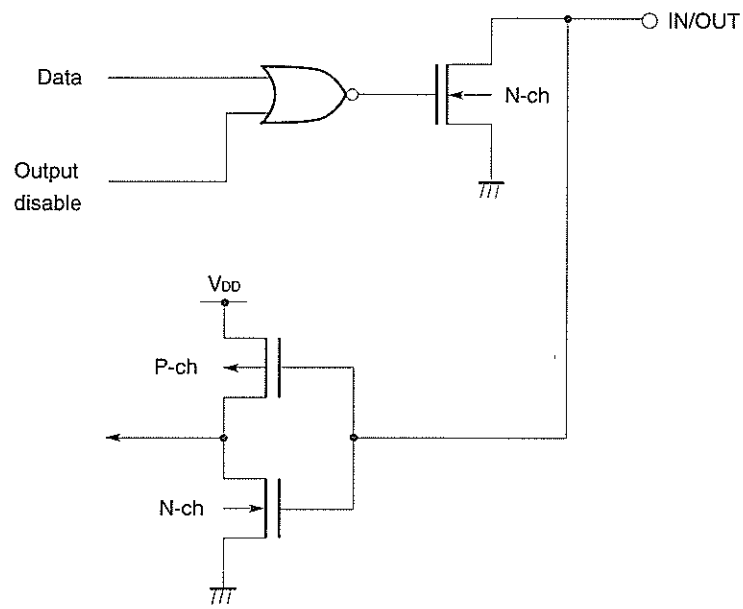 IN/OUT
Data
N-ch
Output
disable
VDD
P-ch
N-ch